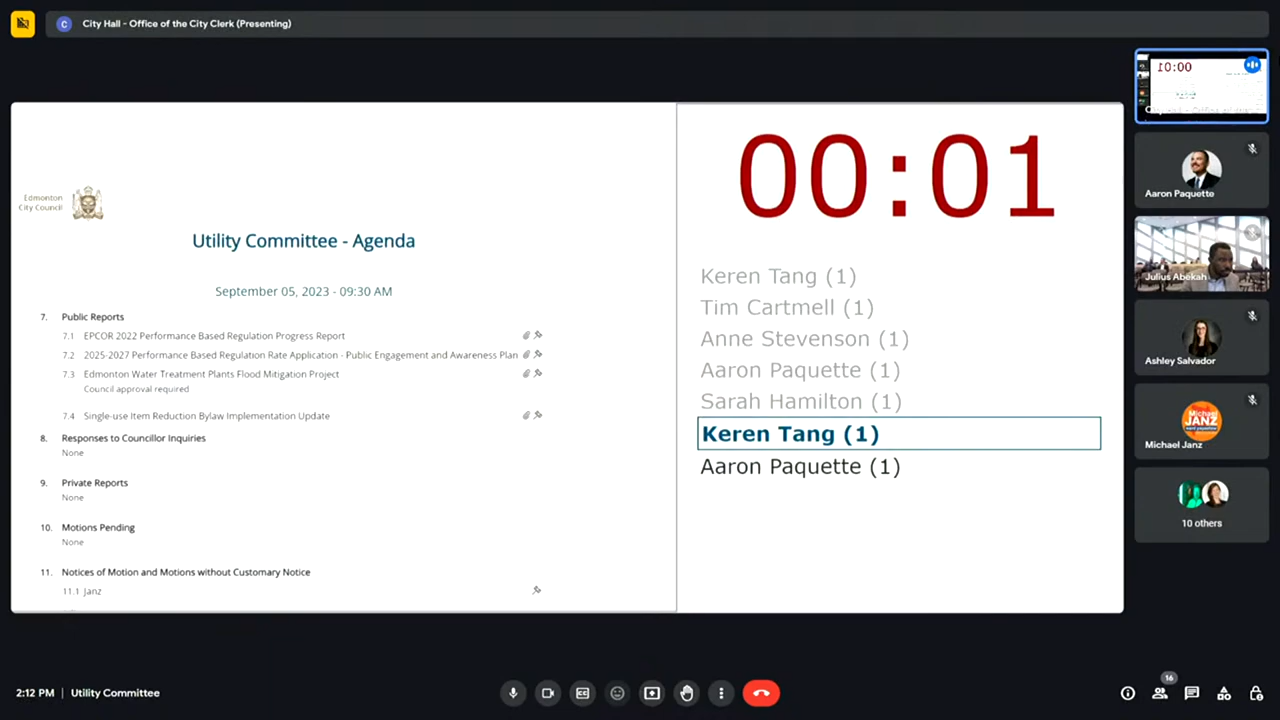 C City Hall - Office of the City Clerk (Presenting)
Edmonton
City Council
Utility Committee - Agenda
September 05, 2023 - 09:30 AM
7. Public Reports
7.1 EPCOR 2022 Performance Based Regulation Progress Report
7.2 2025-2027 Performance Based Regulation Rate Application - Public Engagement and Awareness Plan
7.3 Edmonton Water Treatment Plants Flood Mitigation Project
Council approval required
7.4 Single-use Item Reduction Bylaw Implementation Update
8. Responses to Councillor Inquiries
None
9. Private Reports
None
10. Motions Pending
None
11. Notices of Motion and Motions without Customary Notice
11.1 Janz
00:01
Keren Tang (1)
Tim Cartmell (1)
Anne Stevenson (1)
Aaron Paquette (1)
Sarah Hamilton (1)
Keren Tang (1)
Aaron Paquette (1)
10:00
Aaron Paquette
Julius Abekah
Ashley Salvador
Michael
JANZ
Michael Janz
10 others
2:12 PM | Utility Committee
CC
16